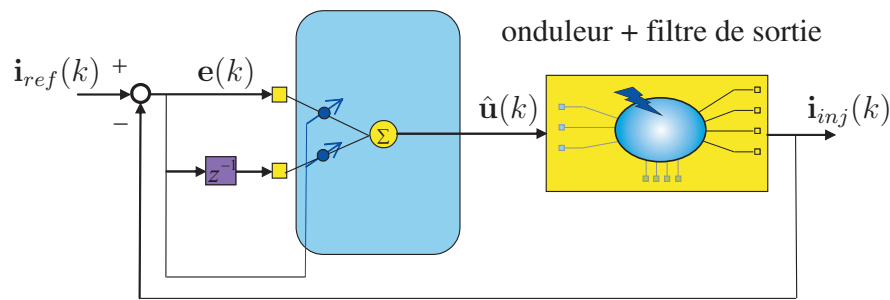 onduleur + filtre de sortie
i_ref(k) +
−
e(k)
z⁻¹
Σ
û(k)
i_inj(k)